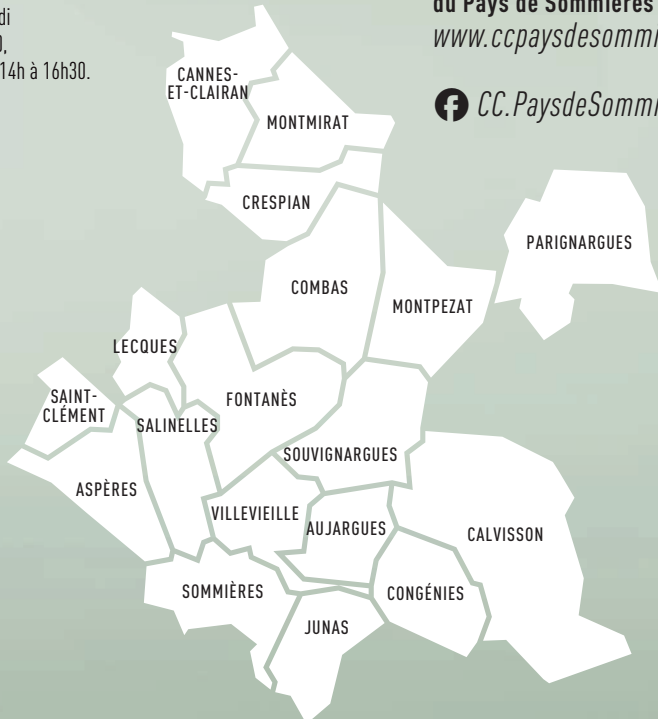 di
0,
14h à 16h30.
du Pays de Sommières
www.ccpaysdesommi
CC.PaysdeSommi
CANNES-
ET-CLAIRAN
MONTMIRAT
CRESPIAN
PARIGNARGUES
COMBAS
MONTPEZAT
LECQUES
SAINT-
CLÉMENT
FONTANÈS
SALINELLES
SOUVIGNARGUES
ASPÈRES
VILLEVIEILLE
AUJARGUES
CALVISSON
SOMMIÈRES
CONGÉNIES
JUNAS